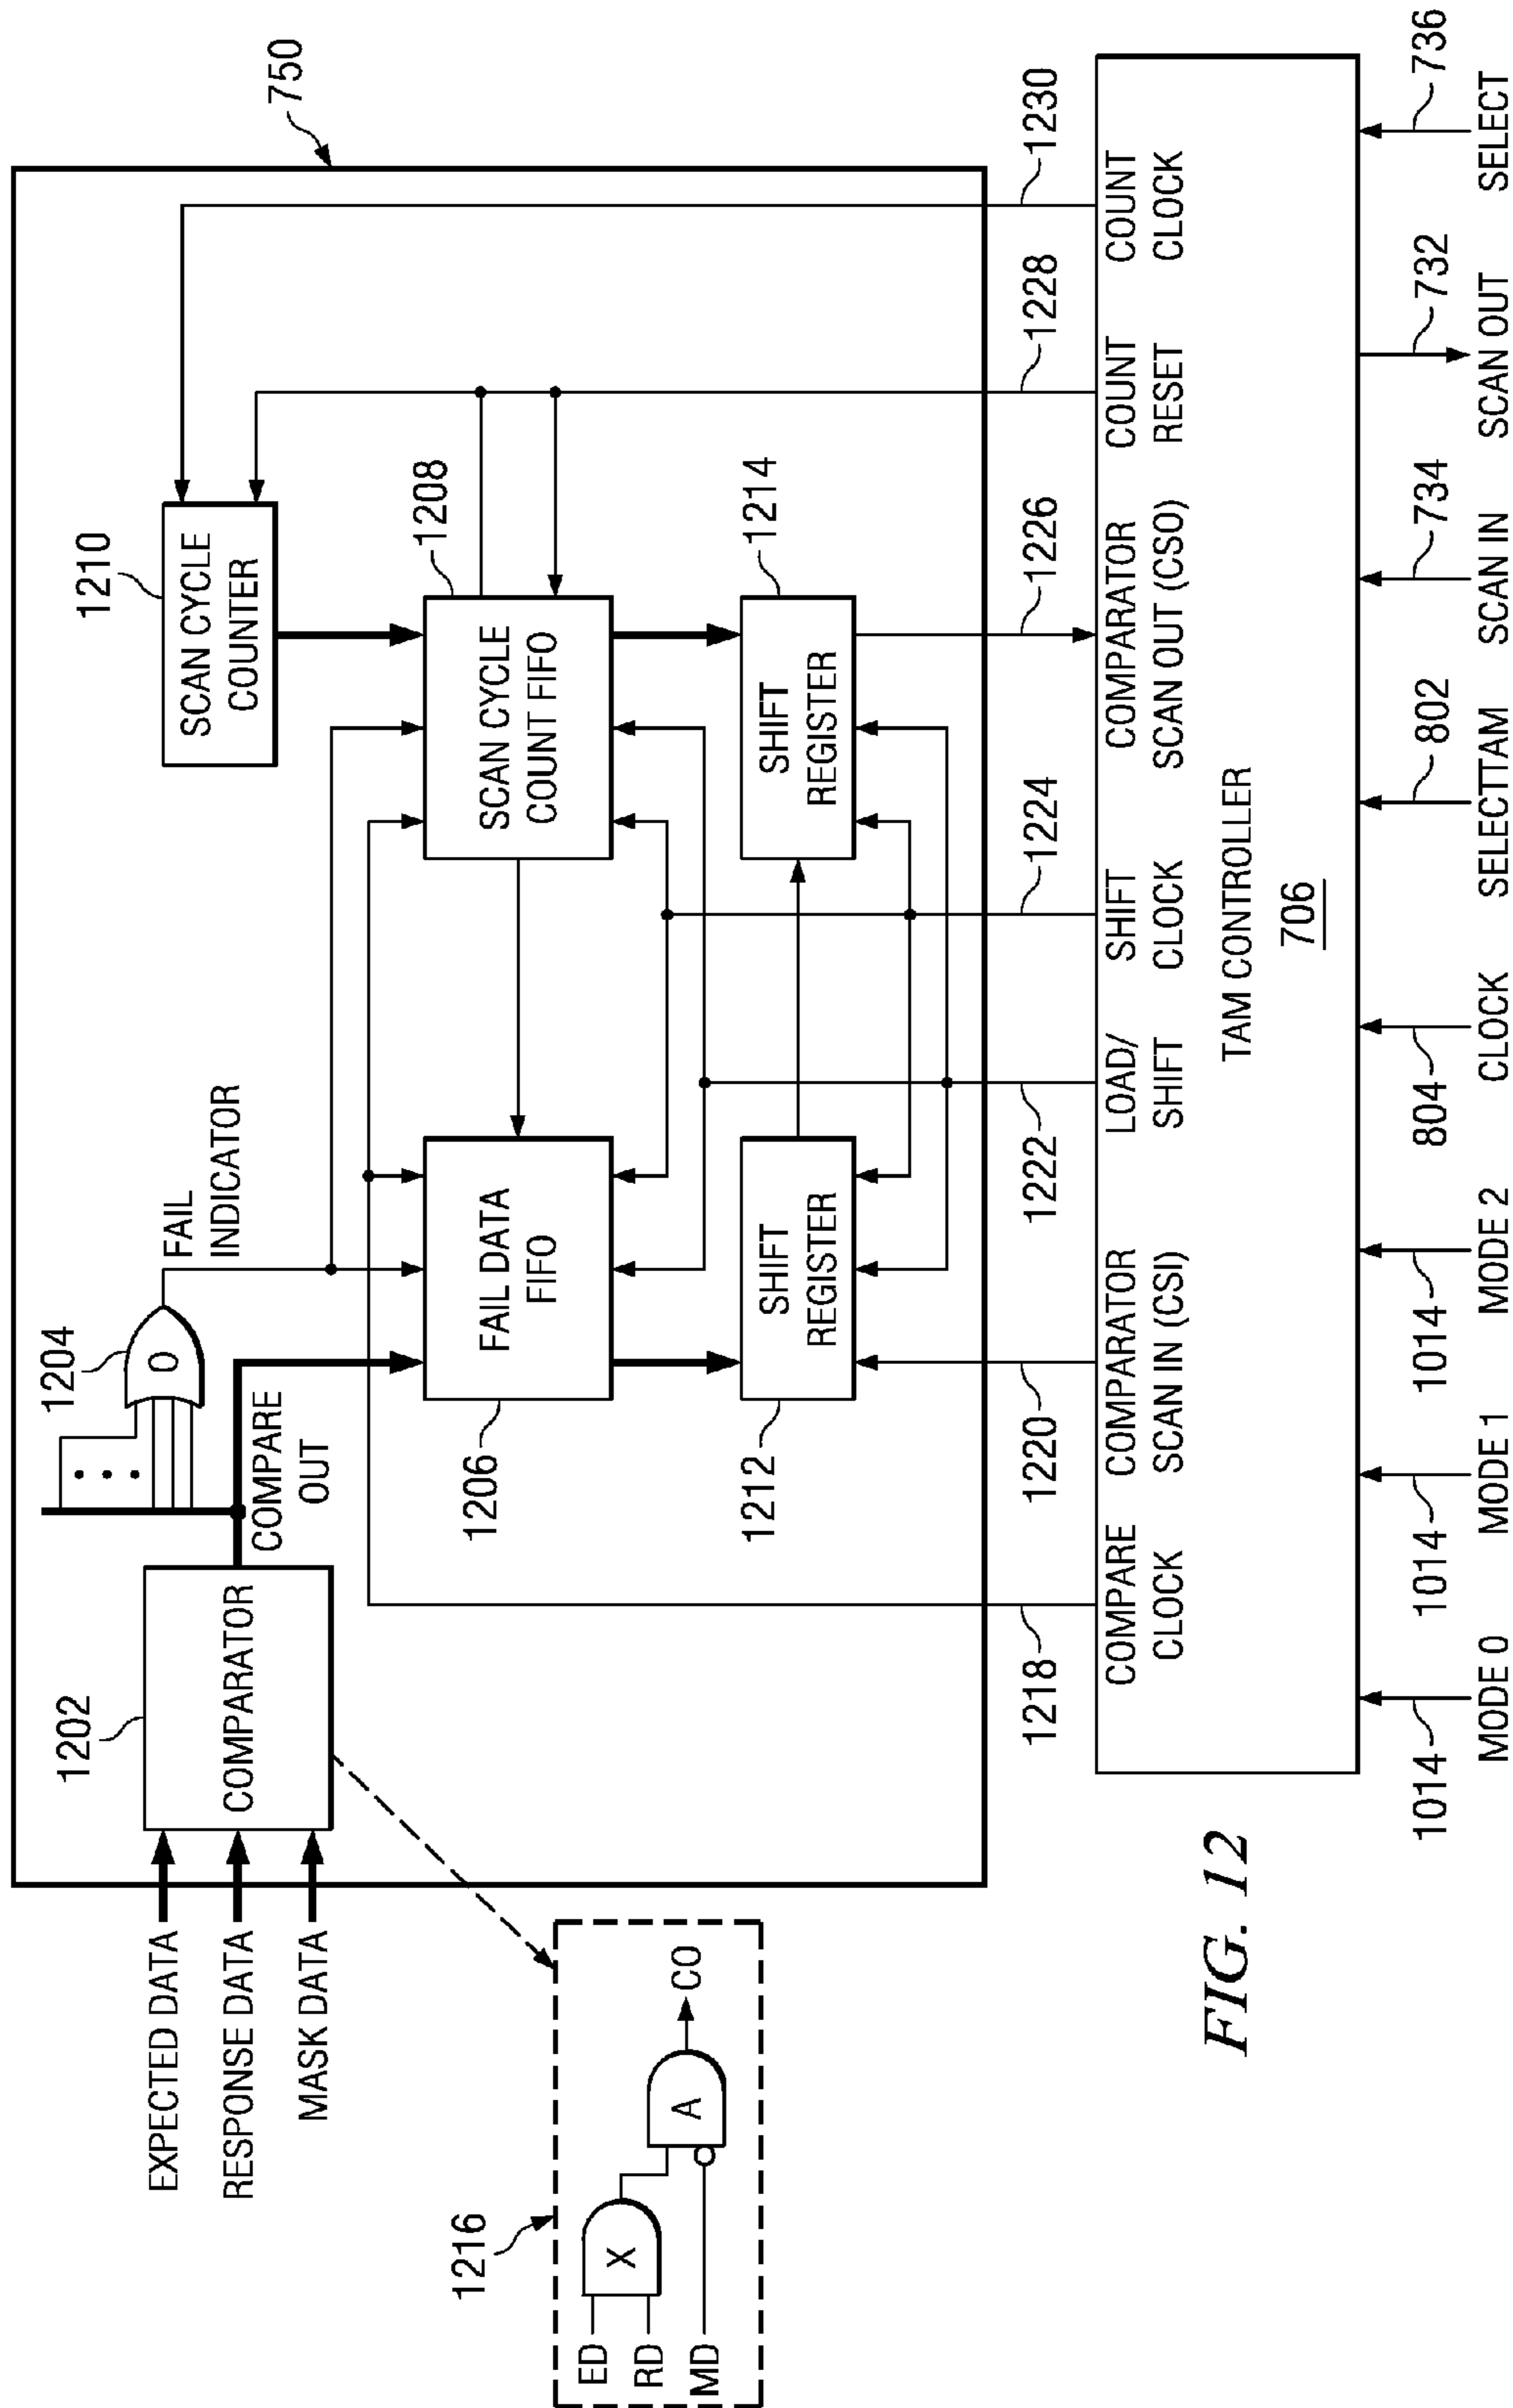 750
1210
SCAN CYCLE
COUNTER
1204
O
FAIL
INDICATOR
1202
COMPARATOR
COMPARE
OUT
EXPECTED DATA
RESPONSE DATA
MASK DATA
1208
SCAN CYCLE
COUNT FIFO
FAIL DATA
FIFO
1206
1214
SHIFT
REGISTER
SHIFT
REGISTER
1212
1216
ED
RD
MD
X
A
CO
1218
1220
1222
1224
1226
1228
1230
COMPARE
CLOCK
COMPARATOR
SCAN IN (CSI)
LOAD/
SHIFT
SHIFT
CLOCK
COMPARATOR
SCAN OUT (CSO)
COUNT
RESET
COUNT
CLOCK
TAM CONTROLLER
706
1014
1014
1014
804
802
734
732
736
MODE 0
MODE 1
MODE 2
CLOCK
SELECTTAM
SCAN IN
SCAN OUT
SELECT
FIG. 12